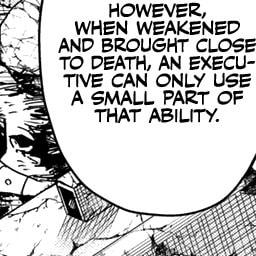 HOWEVER,
WHEN WEAKENED
AND BROUGHT CLOSE
TO DEATH, AN EXECU-
TIVE CAN ONLY USE
A SMALL PART OF
THAT ABILITY.